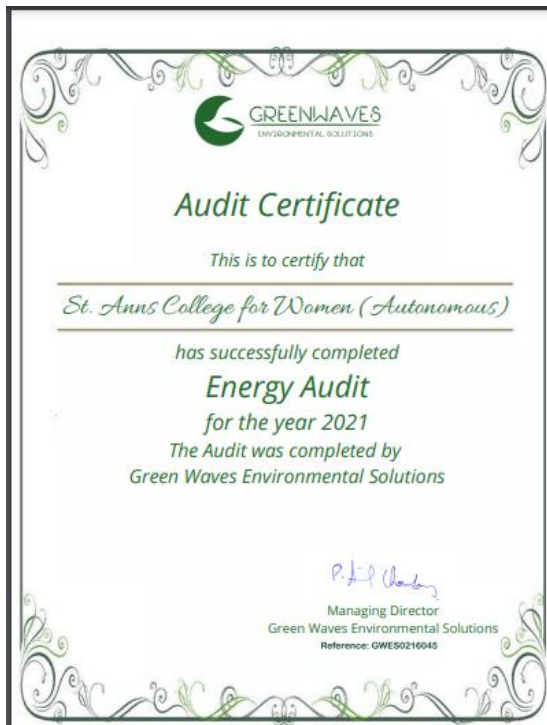 GREENWAVES
ENVIRONMENTAL SOLUTIONS
Audit Certificate
This is to certify that
St. Anns College for Women (Autonomous)
has successfully completed
Energy Audit
for the year 2021
The Audit was completed by
Green Waves Environmental Solutions
Managing Director
Green Waves Environmental Solutions
Reference: GWES0216045